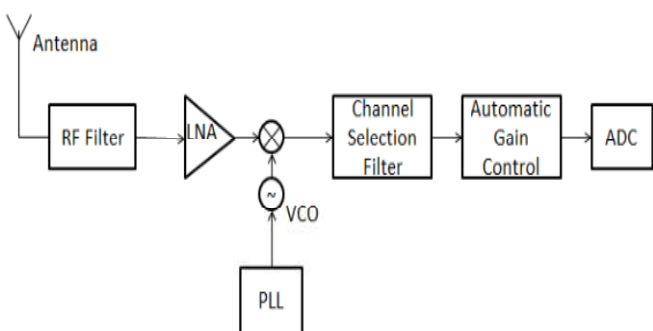 Antenna
RF Filter
LNA
Channel
Selection
Filter
Automatic
Gain
Control
ADC
~
VCO
PLL